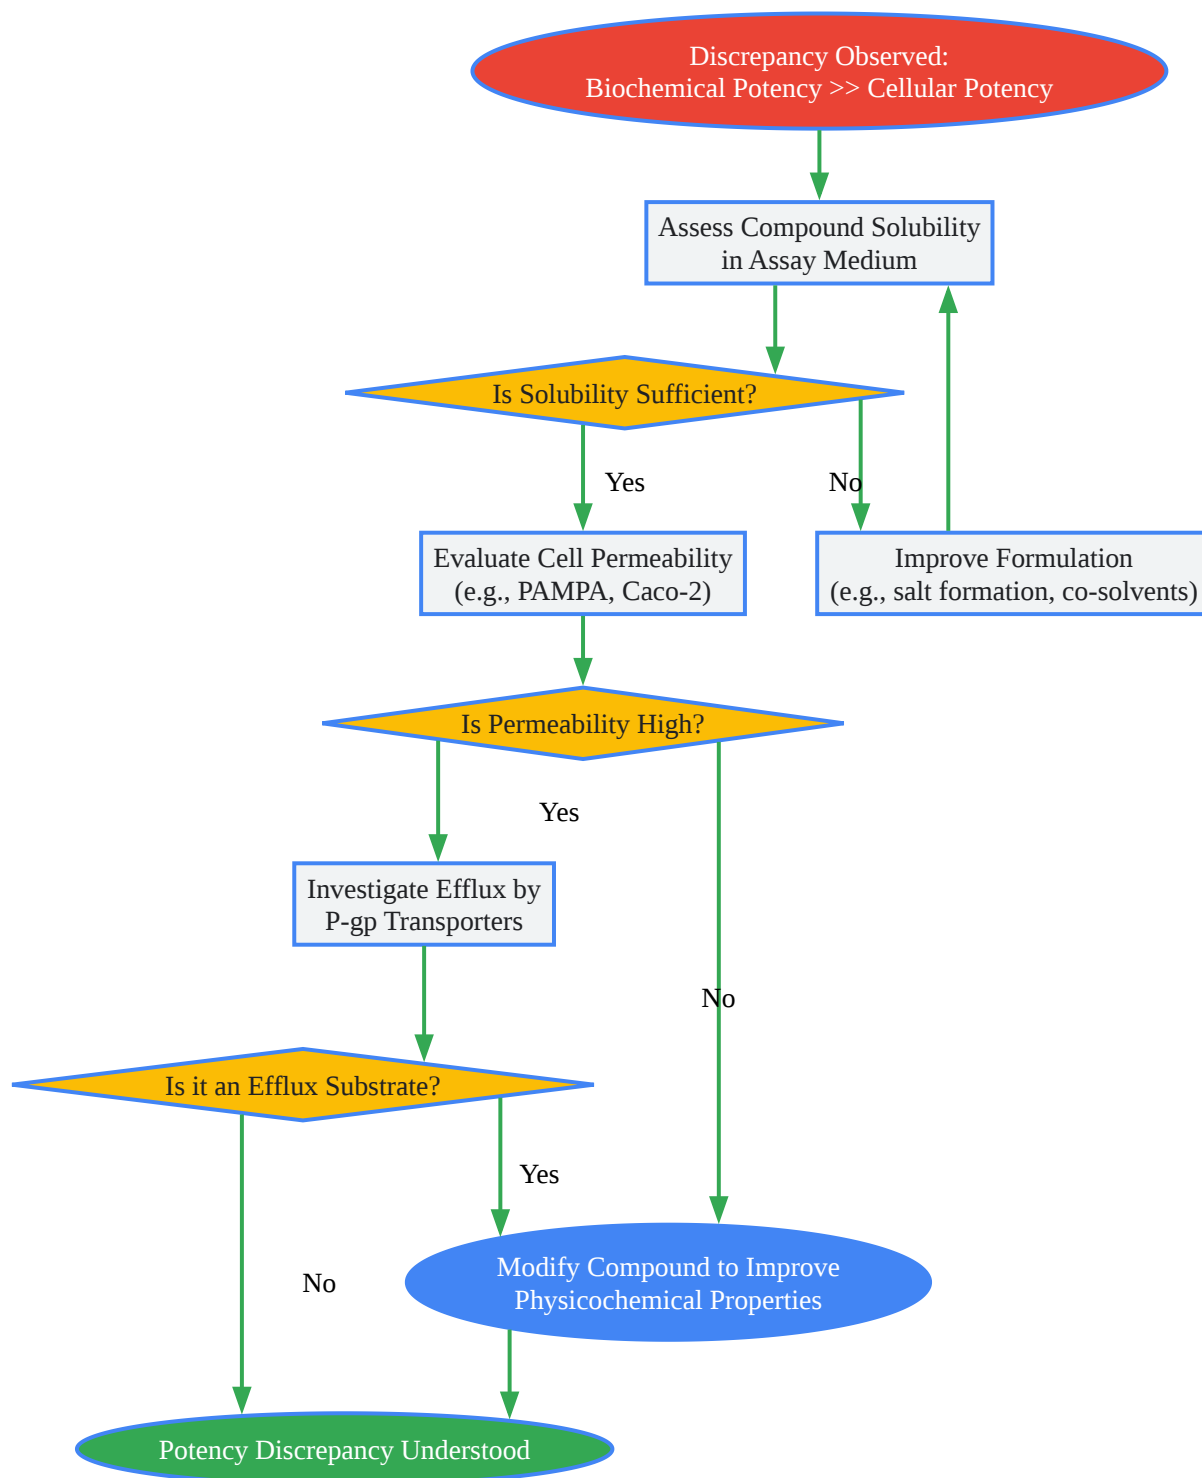 Discrepancy Observed:
Biochemical Potency >> Cellular Potency
Assess Compound Solubility
in Assay Medium
Is Solubility Sufficient?
Yes
No
Evaluate Cell Permeability
(e.g., PAMPA, Caco-2)
Improve Formulation
(e.g., salt formation, co-solvents)
Is Permeability High?
Yes
Investigate Efflux by
P-gp Transporters
No
Is it an Efflux Substrate?
Yes
No
Modify Compound to Improve
Physicochemical Properties
Potency Discrepancy Understood